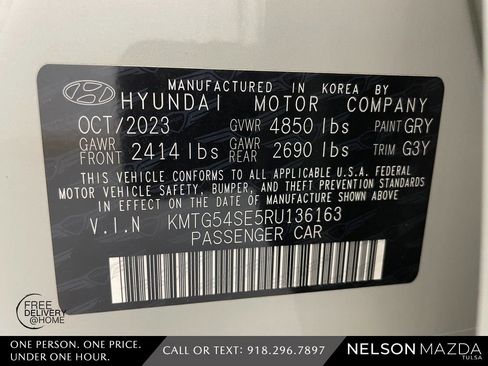 MANUFACTURED IN KOREA BY
HYUNDAI MOTOR COMPANY
OCT/2023 GVWR 4850 lbs PAINT GRY
GAWR FRONT 2414 lbs GAWR REAR 2690 lbs TRIM G3Y
THIS VEHICLE CONFORMS TO ALL APPLICABLE U.S.A. FEDERAL
MOTOR VEHICLE SAFETY, BUMPER, AND THEFT PREVENTION STANDARDS
IN EFFECT ON THE DATE OF MANUFACTURE SHOWN ABOVE
V.I.N KMTG54SE5RU136163
PASSENGER CAR
FREE
DELIVERY
@HOME
ONE PERSON. ONE PRICE.
UNDER ONE HOUR.
CALL OR TEXT: 918.296.7897
NELSON MAZDA
TULSA